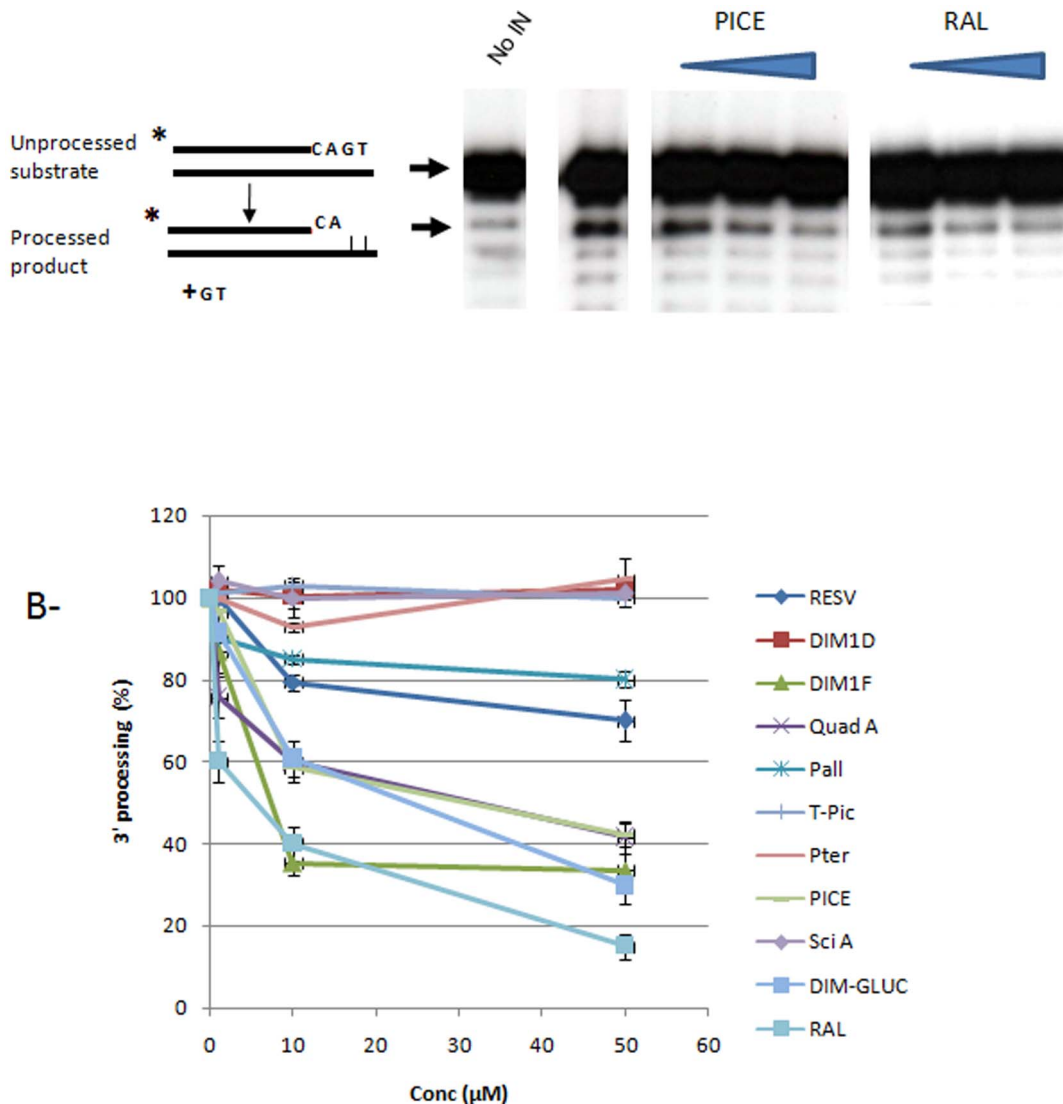 No IN
PICE
RAL
Unprocessed
substrate
*
CAGT
*
CA
Processed
product
+GT
B-
3' processing (%)
120
100
80
60
40
20
0
0 10 20 30 40 50 60
Conc (µM)
RESV
DIM1D
DIM1F
Quad A
Pall
T-Pic
Pter
PICE
Sci A
DIM-GLUC
RAL